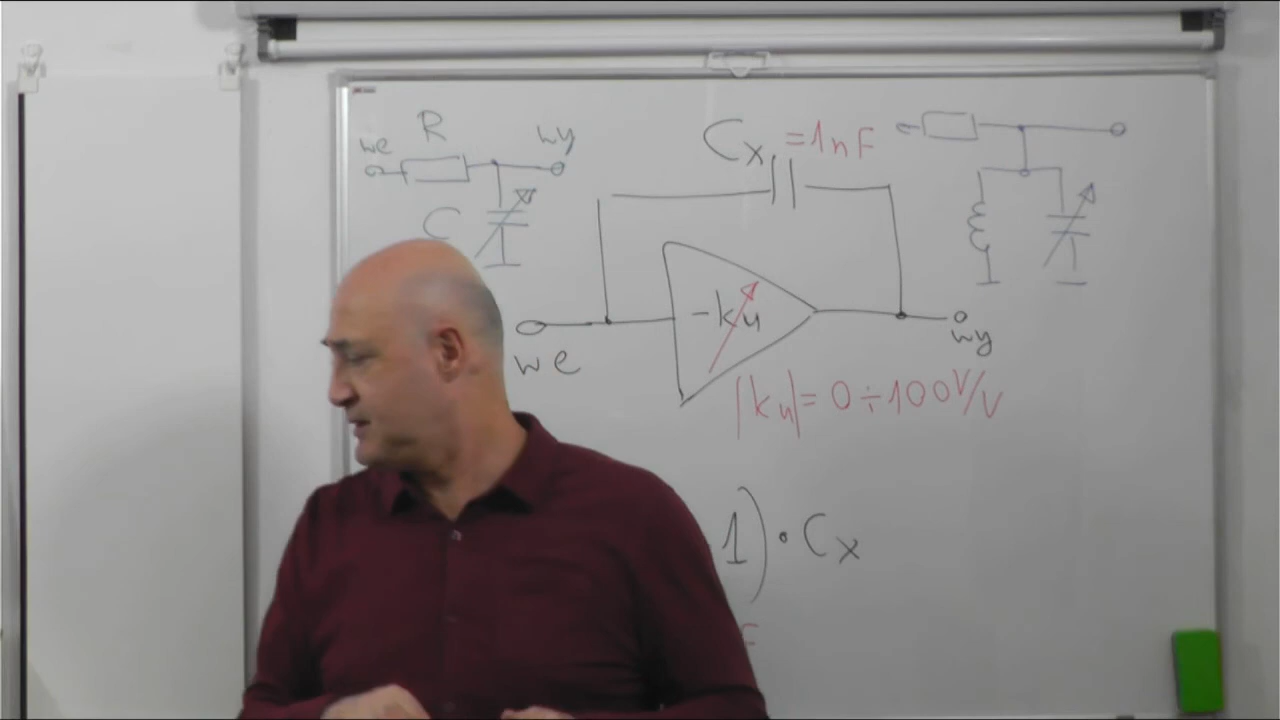 R
we
wy
C
Cx = 1nF
-ku
we
wy
|ku| = 0÷100V/V
1)·Cx
F